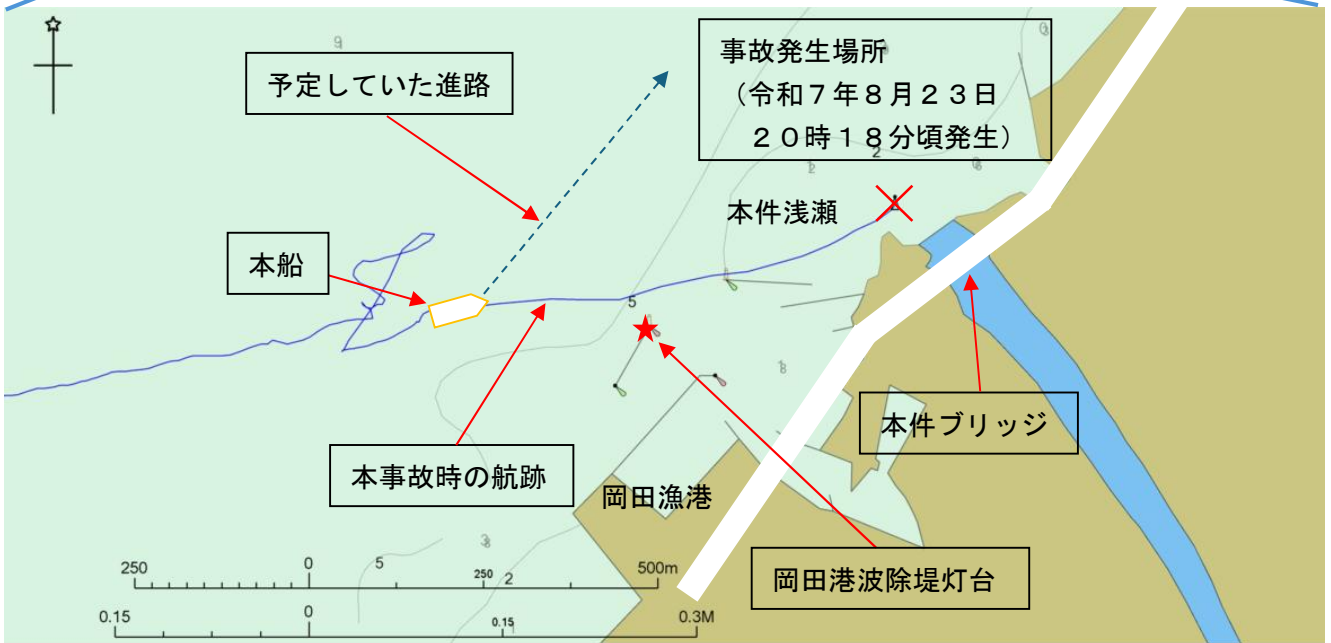 事故発生場所
（令和７年８月２３日
２０時１８分頃発生）
予定していた進路
本件浅瀬
本船
5
2
本件ブリッジ
本事故時の航跡
岡田漁港
岡田港波除堤灯台
250 0 5 250 2 500m
0.15 0 0.15 0.3M